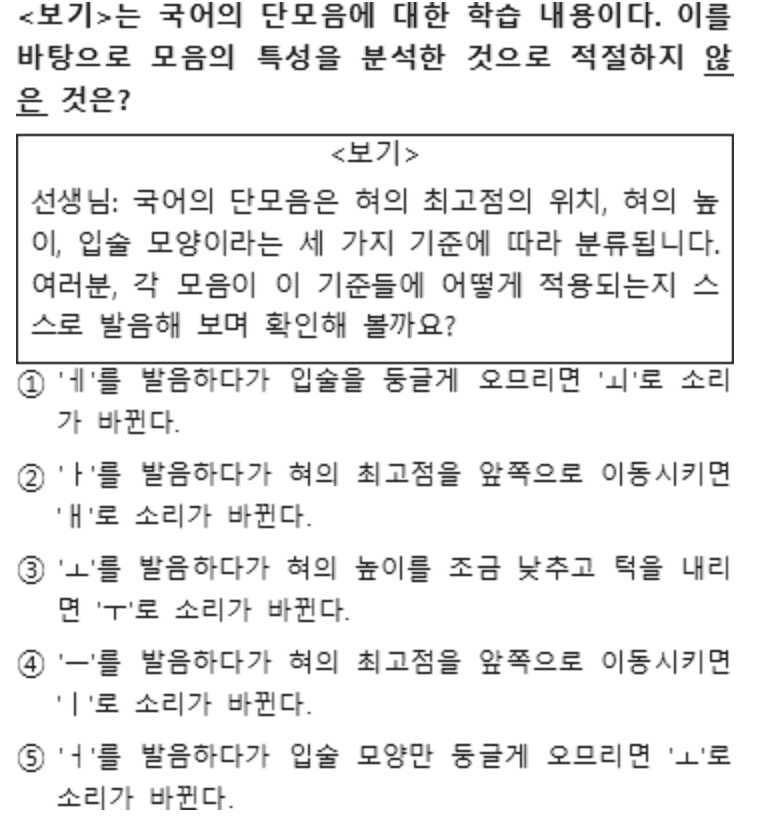 <보기>는 국어의 단모음에 대한 학습 내용이다. 이를
바탕으로 모음의 특성을 분석한 것으로 적절하지 않
은 것은?
<보기>
선생님: 국어의 단모음은 혀의 최고점의 위치, 혀의 높
이, 입술 모양이라는 세 가지 기준에 따라 분류됩니다.
여러분, 각 모음이 이 기준들에 어떻게 적용되는지 스
스로 발음해 보며 확인해 볼까요?
① 'ㅔ'를 발음하다가 입술을 둥글게 오므리면 'ㅚ'로 소리
가 바뀐다.
② 'ㅏ'를 발음하다가 혀의 최고점을 앞쪽으로 이동시키면
'ㅐ'로 소리가 바뀐다.
③ 'ㅗ'를 발음하다가 혀의 높이를 조금 낮추고 턱을 내리
면 'ㅜ'로 소리가 바뀐다.
④ 'ㅡ'를 발음하다가 혀의 최고점을 앞쪽으로 이동시키면
'ㅣ'로 소리가 바뀐다.
⑤ 'ㅓ'를 발음하다가 입술 모양만 둥글게 오므리면 'ㅗ'로
소리가 바뀐다.